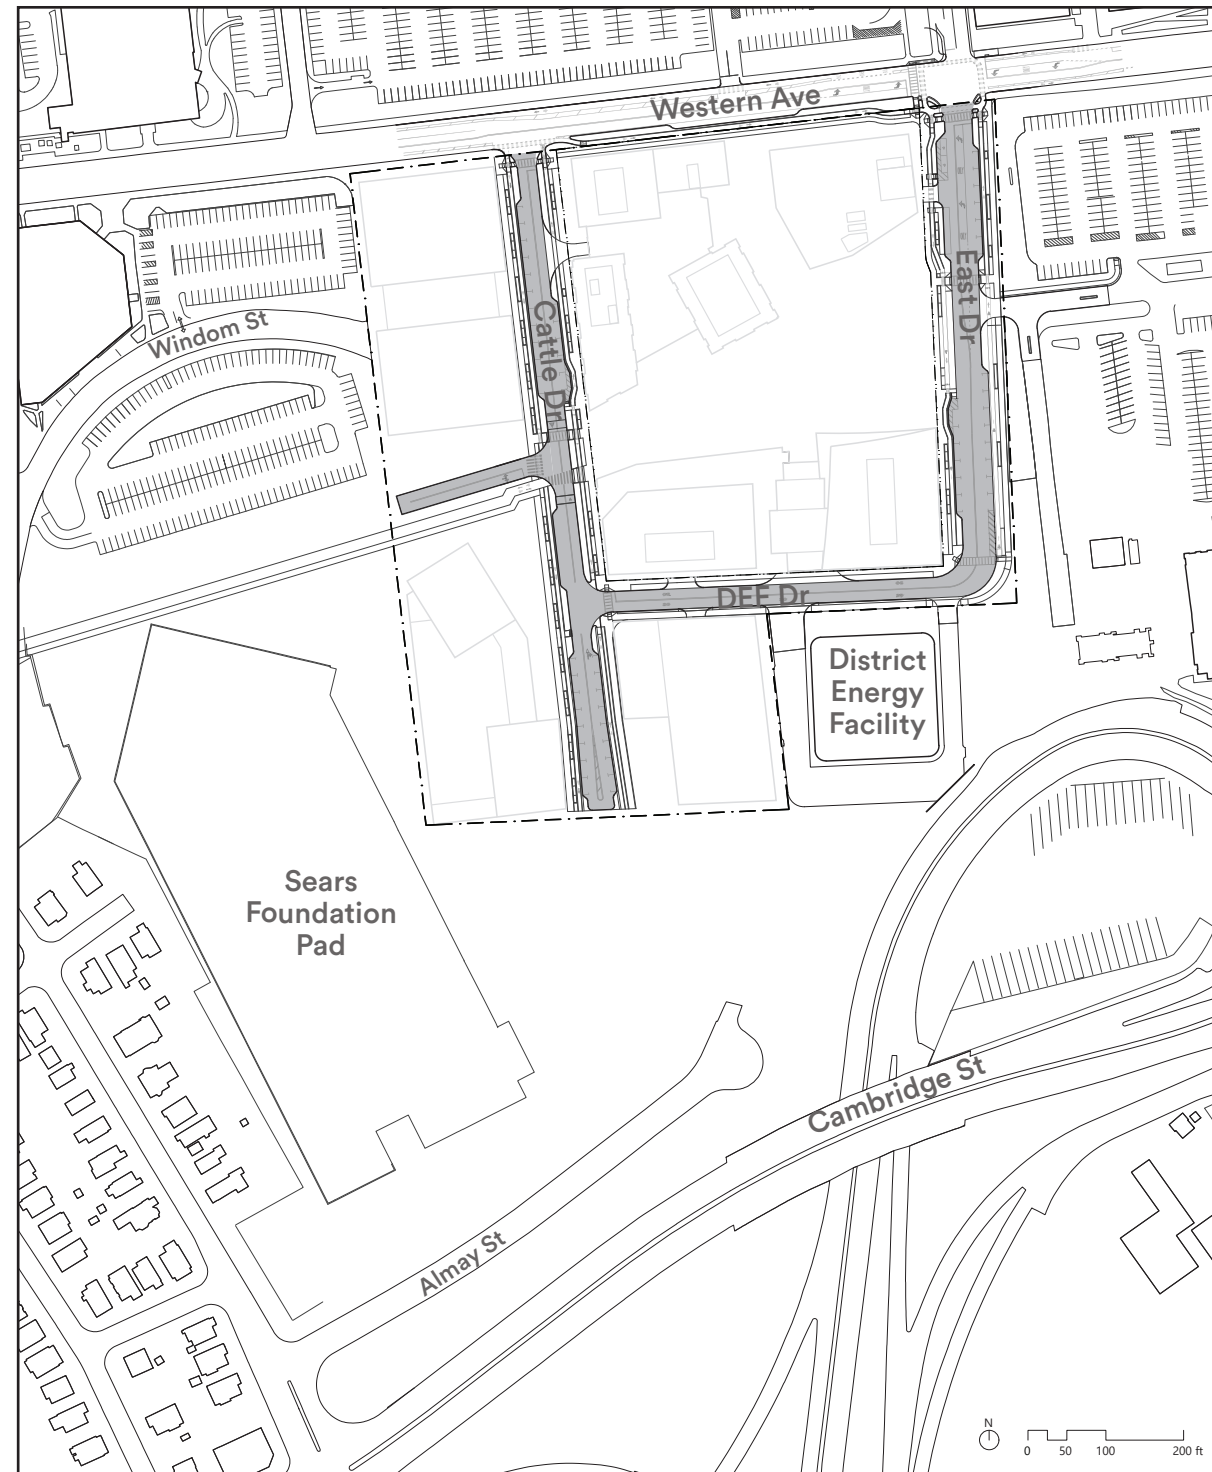 Western Ave
East Dr
Cattle Dr
Windom St
DEF Dr
District
Energy
Facility
Sears
Foundation
Pad
Cambridge St
Almay St
N
0 50 100 200 ft